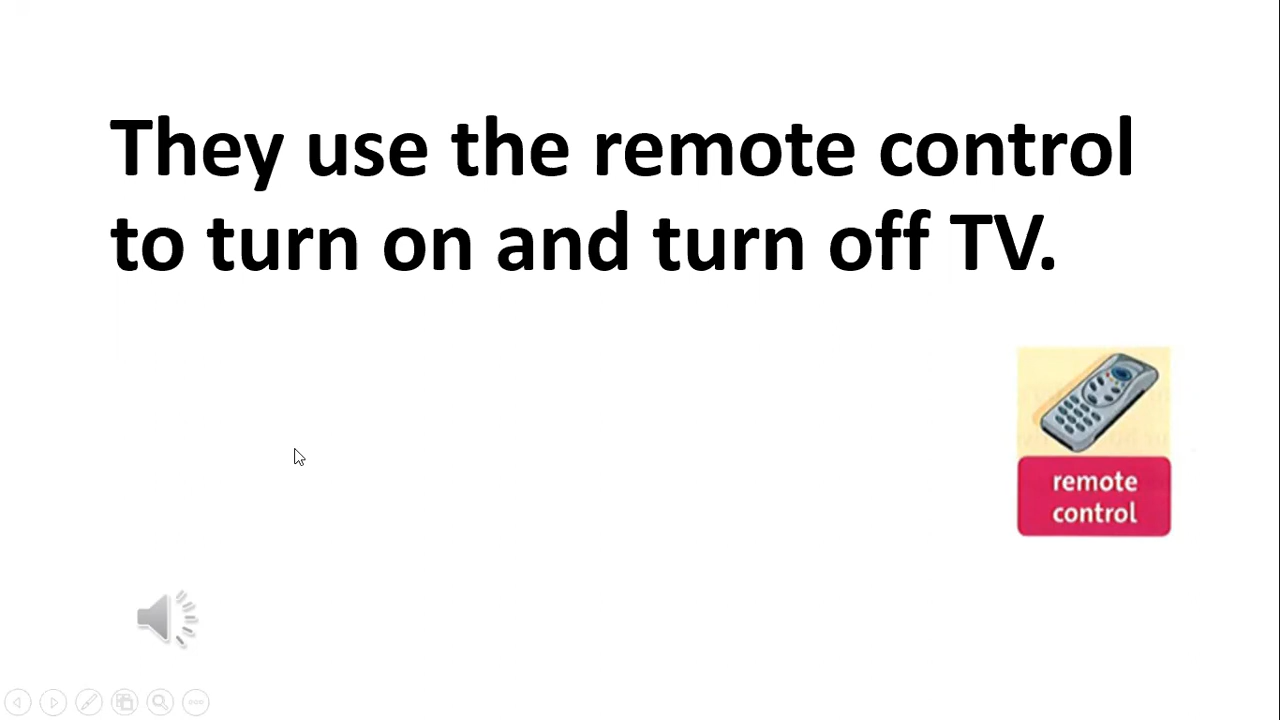 They use the remote control
to turn on and turn off TV.
remote
control